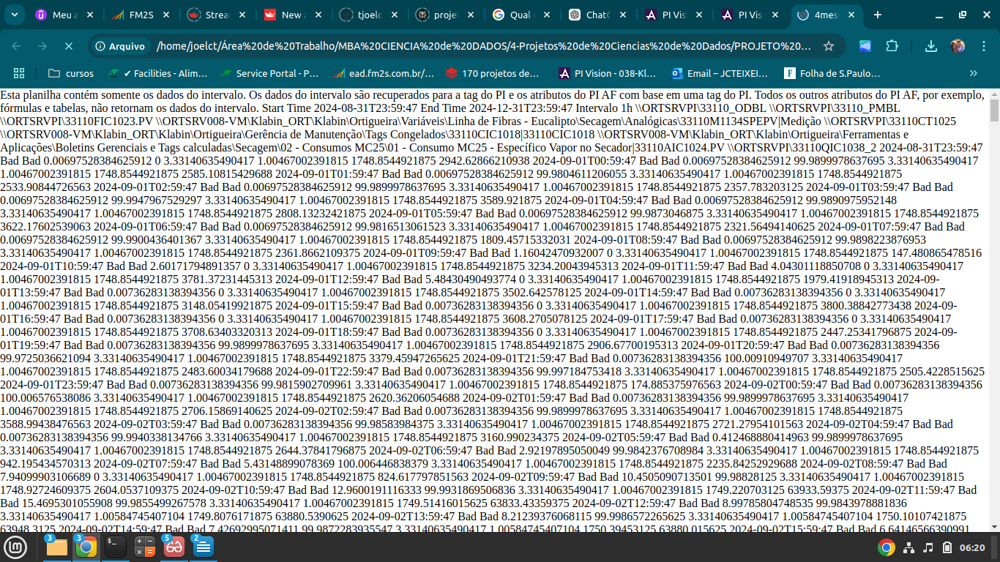 Meu a
FM2S
Strea
New a
tjoelc
proje
Qual
ChatG
PI Vis
PI Vis
4mes
Arquivo
/home/joelct/Área%20de%20Trabalho/MBA%20CIENCIA%20de%20DADOS/4-Projetos%20de%20Ciencias%20de%20Dados/PROJETO%20...
cursos
✔ Facilities - Alim...
Service Portal - P...
ead.fm2s.com.br/...
170 projetos de...
PI Vision - 038-Kl...
Email – JCTEIXEI...
Folha de S.Paulo...
»
Esta planilha contém somente os dados do intervalo. Os dados do intervalo são recuperados para a tag do PI e os atributos do PI AF com base em uma tag do PI. Todos os outros atributos do PI AF, por exemplo,
fórmulas e tabelas, não retornam os dados do intervalo. Start Time 2024-08-31T23:59:47 End Time 2024-12-31T23:59:47 Intervalo 1h \\ORTSRVPI\33110_ODBL \\ORTSRVPI\33110_PMBL
\\ORTSRVPI\33110FIC1023.PV \\ORTSRV008-VM\Klabin_ORT\Klabin\Ortigueira\Variáveis\Linha de Fibras - Eucalipto\Secagem\Analógicas\33110M1134SPEPV|Medição \\ORTSRVPI\33110CT1025
\\ORTSRV008-VM\Klabin_ORT\Klabin\Ortigueira\Gerência de Manutenção\Tags Congelados\33110CIC1018|33110CIC1018 \\ORTSRV008-VM\Klabin_ORT\Klabin\Ortigueira\Ferramentas e
Aplicações\Boletins Gerenciais e Tags calculadas\Secagem\02 - Consumos MC25\01 - Consumo MC25 - Específico Vapor no Secador|33110AIC1024.PV \\ORTSRVPI\33110QIC1038_2 2024-08-31T23:59:47
Bad Bad 0.00697528384625912 0 3.33140635490417 1.00467002391815 1748.8544921875 2942.62866210938 2024-09-01T00:59:47 Bad Bad 0.00697528384625912 99.9899978637695 3.33140635490417
1.00467002391815 1748.8544921875 2585.10815429688 2024-09-01T01:59:47 Bad Bad 0.00697528384625912 99.9804611206055 3.33140635490417 1.00467002391815 1748.8544921875
2533.90844726563 2024-09-01T02:59:47 Bad Bad 0.00697528384625912 99.9899978637695 3.33140635490417 1.00467002391815 1748.8544921875 2357.783203125 2024-09-01T03:59:47 Bad Bad
0.00697528384625912 99.9947967529297 3.33140635490417 1.00467002391815 1748.8544921875 3589.921875 2024-09-01T04:59:47 Bad Bad 0.00697528384625912 99.9890975952148
3.33140635490417 1.00467002391815 1748.8544921875 2808.13232421875 2024-09-01T05:59:47 Bad Bad 0.00697528384625912 99.9873046875 3.33140635490417 1.00467002391815 1748.8544921875
3622.17602539063 2024-09-01T06:59:47 Bad Bad 0.00697528384625912 99.9816513061523 3.33140635490417 1.00467002391815 1748.8544921875 2321.56494140625 2024-09-01T07:59:47 Bad Bad
0.00697528384625912 99.9900436401367 3.33140635490417 1.00467002391815 1748.8544921875 1809.45715332031 2024-09-01T08:59:47 Bad Bad 0.00697528384625912 99.9898223876953
3.33140635490417 1.00467002391815 1748.8544921875 2361.8662109375 2024-09-01T09:59:47 Bad Bad 1.16042470932007 0 3.33140635490417 1.00467002391815 1748.8544921875 147.480865478516
2024-09-01T10:59:47 Bad Bad 2.60171794891357 0 3.33140635490417 1.00467002391815 1748.8544921875 3234.20043945313 2024-09-01T11:59:47 Bad Bad 4.04301118850708 0 3.33140635490417
1.00467002391815 1748.8544921875 3781.37231445313 2024-09-01T12:59:47 Bad Bad 5.48430490493774 0 3.33140635490417 1.00467002391815 1748.8544921875 1979.41918945313 2024-09-
01T13:59:47 Bad Bad 0.00736283138394356 0 3.33140635490417 1.00467002391815 1748.8544921875 3502.642578125 2024-09-01T14:59:47 Bad Bad 0.00736283138394356 0 3.33140635490417
1.00467002391815 1748.8544921875 3148.05419921875 2024-09-01T15:59:47 Bad Bad 0.00736283138394356 0 3.33140635490417 1.00467002391815 1748.8544921875 3800.38842773438 2024-09-
01T16:59:47 Bad Bad 0.00736283138394356 0 3.33140635490417 1.00467002391815 1748.8544921875 3608.2705078125 2024-09-01T17:59:47 Bad Bad 0.00736283138394356 0 3.33140635490417
1.00467002391815 1748.8544921875 3708.63403320313 2024-09-01T18:59:47 Bad Bad 0.00736283138394356 0 3.33140635490417 1.00467002391815 1748.8544921875 2447.25341796875 2024-09-
01T19:59:47 Bad Bad 0.00736283138394356 99.9899978637695 3.33140635490417 1.00467002391815 1748.8544921875 2906.67700195313 2024-09-01T20:59:47 Bad Bad 0.00736283138394356
99.9725036621094 3.33140635490417 1.00467002391815 1748.8544921875 3379.45947265625 2024-09-01T21:59:47 Bad Bad 0.00736283138394356 100.00910949707 3.33140635490417
1.00467002391815 1748.8544921875 2483.60034179688 2024-09-01T22:59:47 Bad Bad 0.00736283138394356 99.997184753418 3.33140635490417 1.00467002391815 1748.8544921875 2505.4228515625
2024-09-01T23:59:47 Bad Bad 0.00736283138394356 99.9815902709961 3.33140635490417 1.00467002391815 1748.8544921875 174.885375976563 2024-09-02T00:59:47 Bad Bad 0.00736283138394356
100.006576538086 3.33140635490417 1.00467002391815 1748.8544921875 2620.36206054688 2024-09-02T01:59:47 Bad Bad 0.00736283138394356 99.9899978637695 3.33140635490417
1.00467002391815 1748.8544921875 2706.15869140625 2024-09-02T02:59:47 Bad Bad 0.00736283138394356 99.9899978637695 3.33140635490417 1.00467002391815 1748.8544921875
3588.99438476563 2024-09-02T03:59:47 Bad Bad 0.00736283138394356 99.98583984375 3.33140635490417 1.00467002391815 1748.8544921875 2721.27954101563 2024-09-02T04:59:47 Bad Bad
0.00736283138394356 99.9940338134766 3.33140635490417 1.00467002391815 1748.8544921875 3160.990234375 2024-09-02T05:59:47 Bad Bad 0.412468880414963 99.9899978637695
3.33140635490417 1.00467002391815 1748.8544921875 2644.37841796875 2024-09-02T06:59:47 Bad Bad 2.92197895050049 99.9842376708984 3.33140635490417 1.00467002391815 1748.8544921875
942.195434570313 2024-09-02T07:59:47 Bad Bad 5.43148899078369 100.006446838379 3.33140635490417 1.00467002391815 1748.8544921875 2235.84252929688 2024-09-02T08:59:47 Bad Bad
7.94099903106689 0 3.33140635490417 1.00467002391815 1748.8544921875 824.617797851563 2024-09-02T09:59:47 Bad Bad 10.4505090713501 99.98828125 3.33140635490417 1.00467002391815
1748.92724609375 2604.0537109375 2024-09-02T10:59:47 Bad Bad 12.9600191116333 99.9931869506836 3.33140635490417 1.00467002391815 1749.220703125 63933.59375 2024-09-02T11:59:47 Bad
Bad 15.4695301055908 99.9855499267578 3.33140635490417 1.00467002391815 1749.51416015625 63833.43359375 2024-09-02T12:59:47 Bad Bad 8.99785804748535 99.9843978881836
3.33140635490417 1.00584745407104 1749.8076171875 63880.5390625 2024-09-02T13:59:47 Bad Bad 8.21239376068115 99.9986572265625 3.33140635490417 1.00584745407104 1750.10107421875
63948.3125 2024-09-02T14:59:47 Bad Bad 7.42692995071411 99.9872283935547 3.33140635490417 1.00584745407104 1750.39453125 63880.015625 2024-09-02T15:59:47 Bad Bad 6.64146566390991
3
3
5
2
06:20